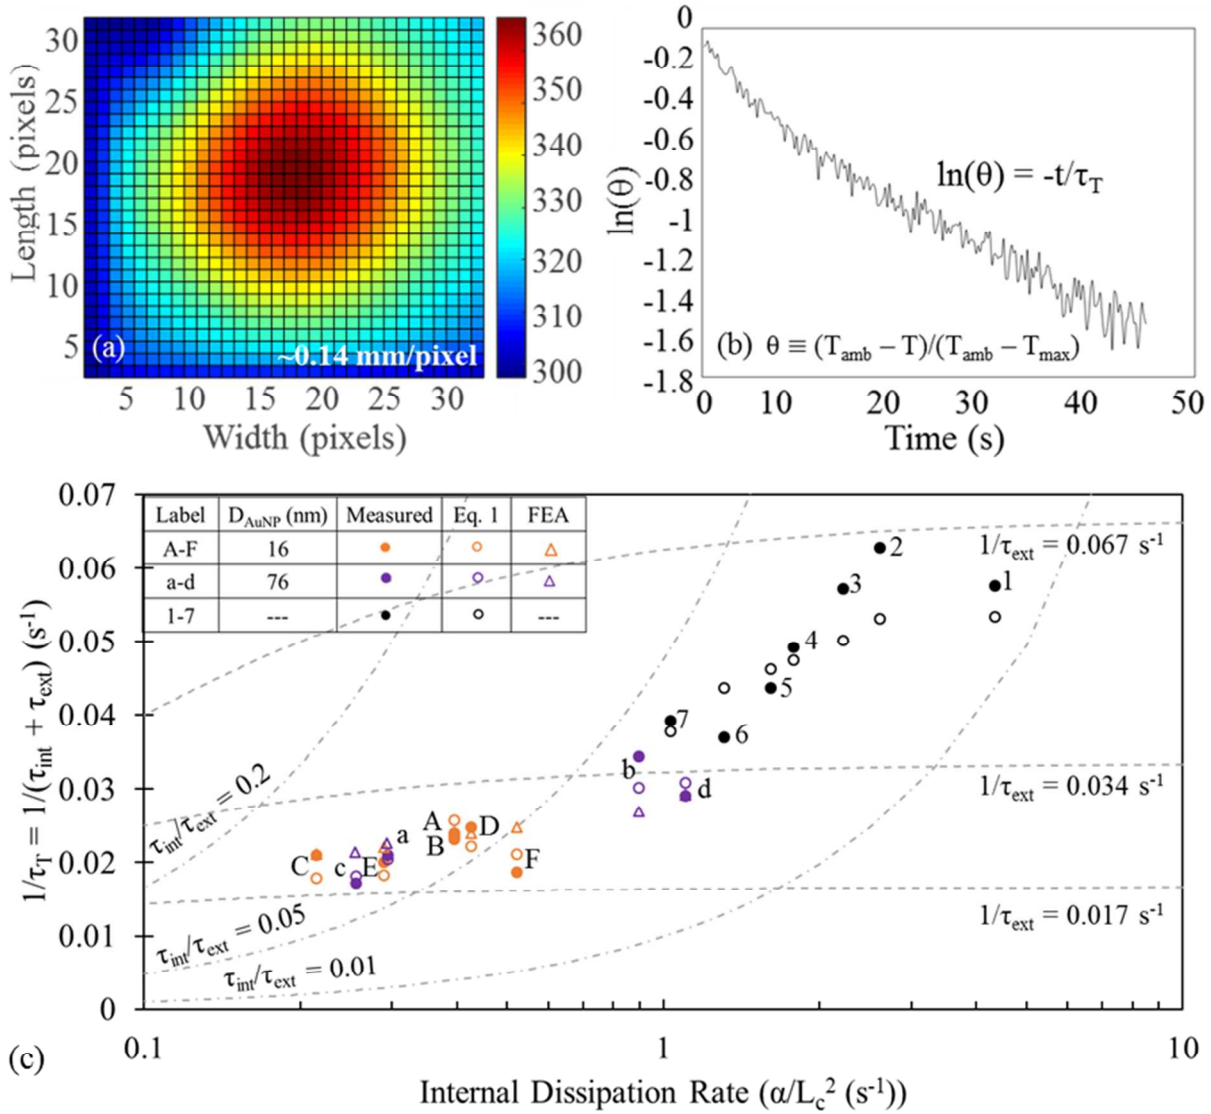 30
25
20
15
10
5
Length (pixels)
(a)
~0.14 mm/pixel
5 10 15 20 25 30
Width (pixels)
360
350
340
330
320
310
300
0
-0.2
-0.4
-0.6
-0.8
-1
-1.2
-1.4
-1.6
-1.8
ln(θ)
ln(θ) = -t/τT
(b) θ ≡ (Tamb – T)/(Tamb – Tmax)
0 10 20 30 40 50
Time (s)
(c)
0.07
0.06
0.05
0.04
0.03
0.02
0.01
0
1/τT = 1/(τint + τext) (s-1)
Label DAuNP (nm) Measured Eq. 1 FEA
A-F 16
a-d 76
1-7 --- ---
1/τext = 0.067 s-1
1/τext = 0.034 s-1
1/τext = 0.017 s-1
τint/τext = 0.2
τint/τext = 0.05
τint/τext = 0.01
2
1
3
4
5
7
6
b
d
A
D
B
a
C
c
E
F
0.1 1 10
Internal Dissipation Rate (α/Lc2 (s-1))